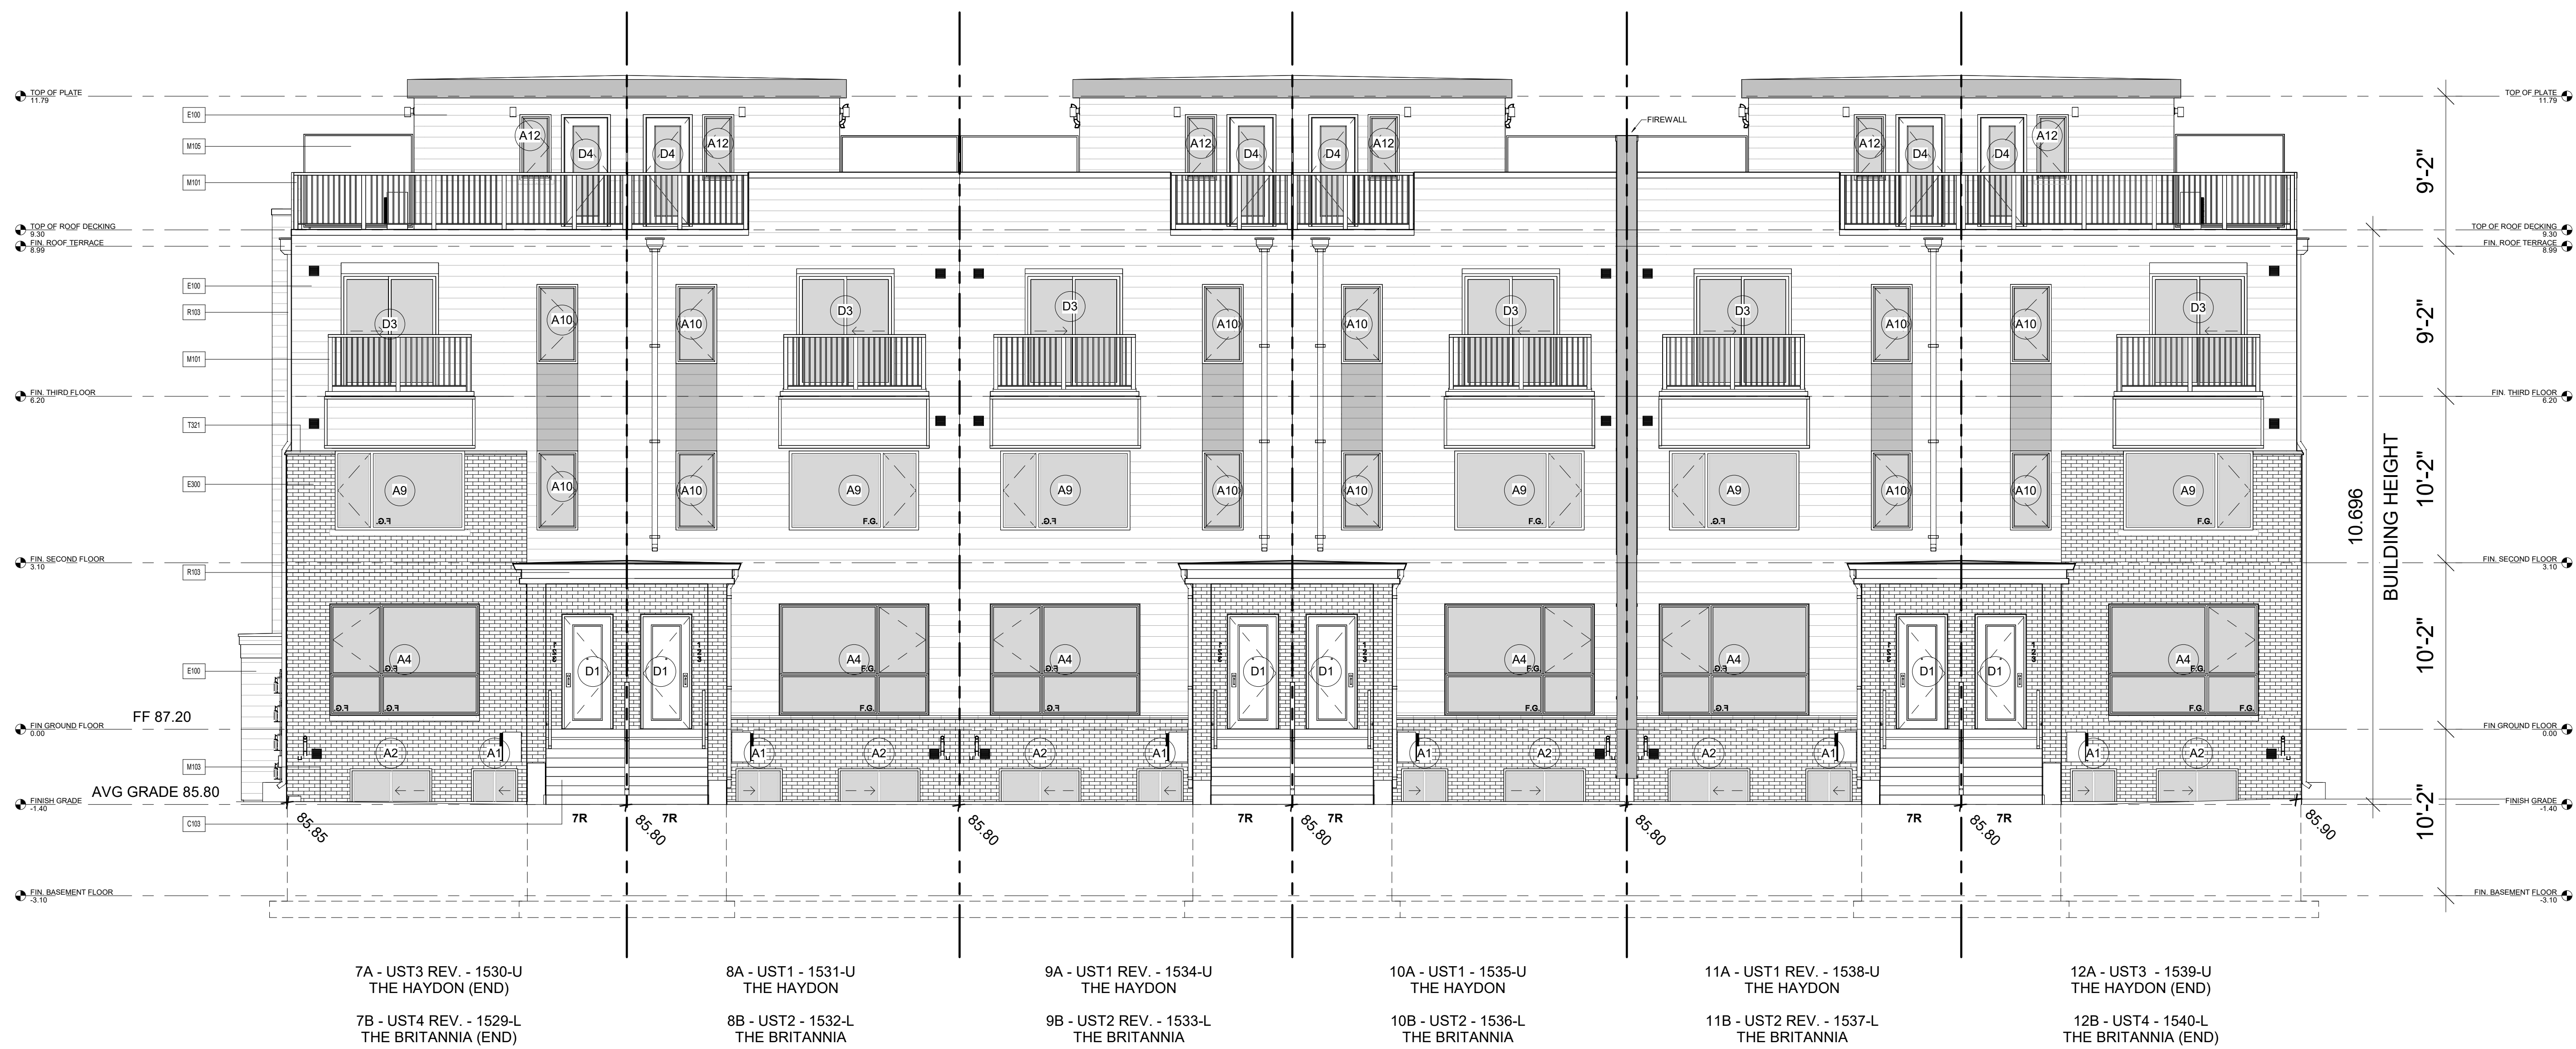 TOP OF PLATE
11.79
TOP OF PLATE
11.79
E100
FIREWALL
A12
D4
D4
A12
A12
D4
D4
A12
A12
D4
D4
A12
M105
M101
9'-2"
TOP OF ROOF DECKING
9.30
TOP OF ROOF DECKING
9.30
FIN. ROOF TERRACE
8.99
FIN. ROOF TERRACE
8.99
E100
R103
D3
A10
A10
D3
D3
A10
A10
D3
D3
A10
A10
D3
9'-2"
M101
FIN. THIRD FLOOR
6.20
FIN. THIRD FLOOR
6.20
T321
E300
A9
A10
A10
A9
A9
A10
A10
A9
A9
A10
A10
A9
F.G.
F.G.
F.G.
F.G.
F.G.
F.G.
10'-2"
10.696
BUILDING HEIGHT
FIN. SECOND FLOOR
3.10
FIN. SECOND FLOOR
3.10
R103
123
123
123
123
123
123
E100
A4
D1
D1
A4
A4
D1
D1
A4
A4
D1
D1
A4
F.G.
F.G.
F.G.
F.G.
F.G.
F.G.
F.G.
F.G.
F.G.
F.G.
F.G.
F.G.
F.G.
F.G.
10'-2"
FF 87.20
FIN GROUND FLOOR
0.00
FIN GROUND FLOOR
0.00
A2
A1
A1
A2
A2
A1
A1
A2
A2
A1
A1
A2
M103
AVG GRADE 85.80
FINISH GRADE
-1.40
FINISH GRADE
-1.40
C103
85.85
7R
85.80
7R
85.80
7R
85.80
7R
85.80
7R
85.80
7R
85.90
10'-2"
FIN. BASEMENT FLOOR
-3.10
FIN. BASEMENT FLOOR
-3.10
7A - UST3 REV. - 1530-U
THE HAYDON (END)
7B - UST4 REV. - 1529-L
THE BRITANNIA (END)
8A - UST1 - 1531-U
THE HAYDON
8B - UST2 - 1532-L
THE BRITANNIA
9A - UST1 REV. - 1534-U
THE HAYDON
9B - UST2 REV. - 1533-L
THE BRITANNIA
10A - UST1 - 1535-U
THE HAYDON
10B - UST2 - 1536-L
THE BRITANNIA
11A - UST1 REV. - 1538-U
THE HAYDON
11B - UST2 REV. - 1537-L
THE BRITANNIA
12A - UST3 - 1539-U
THE HAYDON (END)
12B - UST4 - 1540-L
THE BRITANNIA (END)